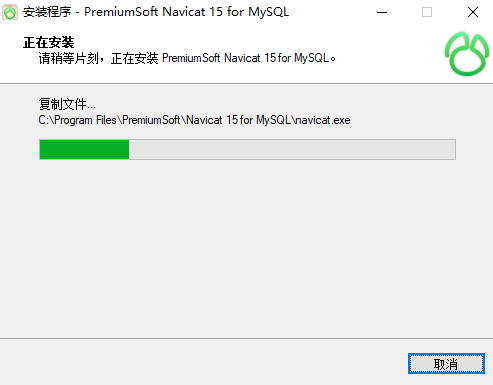 安装程序 - PremiumSoft Navicat 15 for MySQL
正在安装
请稍等片刻，正在安装 PremiumSoft Navicat 15 for MySQL。
复制文件...
C:\Program Files\PremiumSoft\Navicat 15 for MySQL\navicat.exe
取消